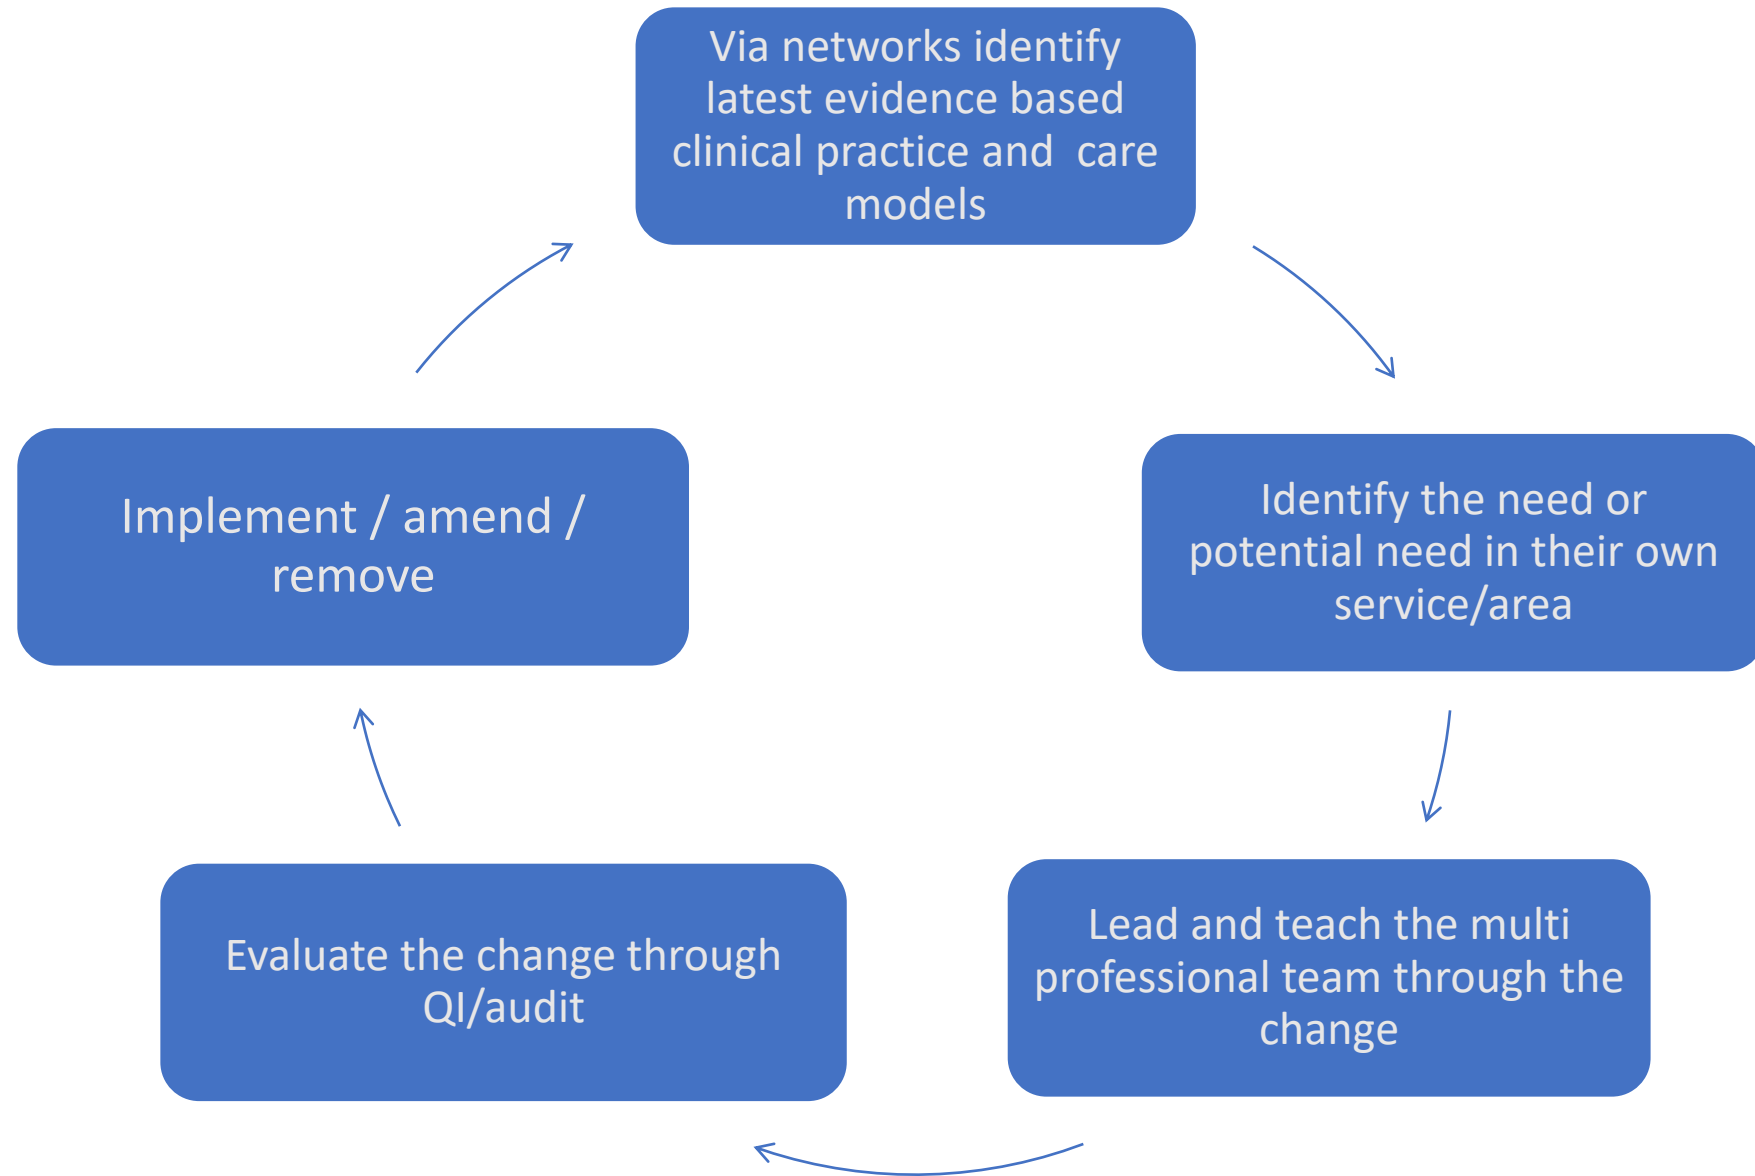 Via networks identify
latest evidence based
clinical practice and  care
models
Identify the need or
potential need in their own
service/area
Lead and teach the multi
professional team through the
change
Evaluate the change through
QI/audit
Implement / amend /
remove